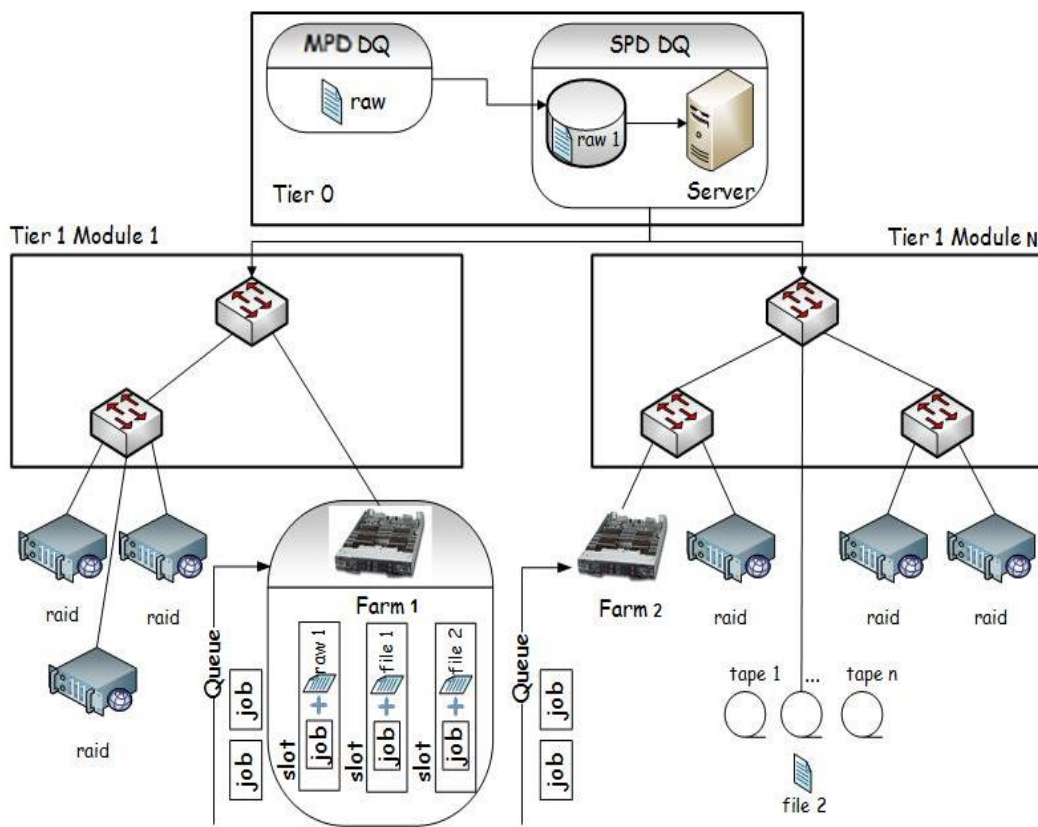 MPD DQ
SPD DQ
raw
raw 1
Server
Tier 0
Tier 1 Module 1
Tier 1 Module N
raid
raid
raid
Farm 1
Queue
job
job
slot
raw 1
job
slot
file 1
job
slot
file 2
job
Queue
job
job
Farm 2
raid
raid
raid
tape 1
...
tape n
file 2